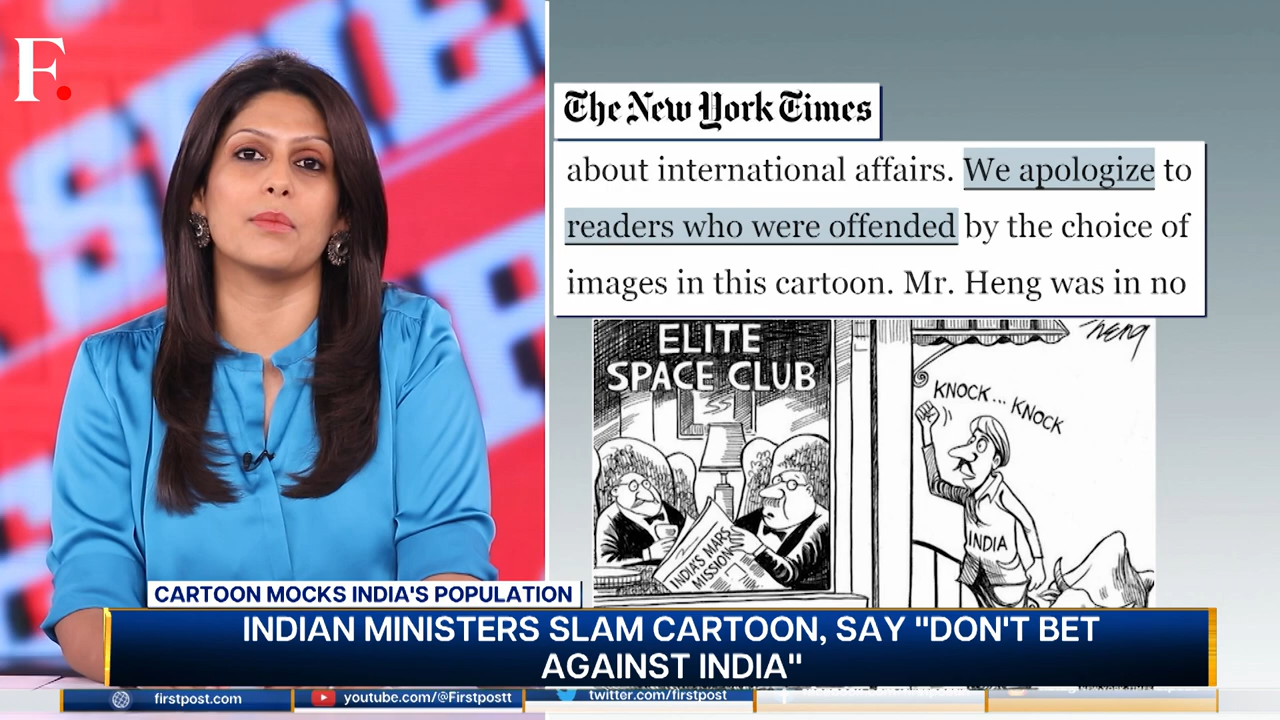 F.
The New York Times
about international affairs. We apologize to
readers who were offended by the choice of
images in this cartoon. Mr. Heng was in no
ELITE
SPACE CLUB
Heng
KNOCK... KNOCK
INDIA'S MARS
MISSION
INDIA
CARTOON MOCKS INDIA'S POPULATION
INDIAN MINISTERS SLAM CARTOON, SAY "DON'T BET
AGAINST INDIA"
firstpost.com
youtube.com/@Firstpostt
twitter.com/firstpost